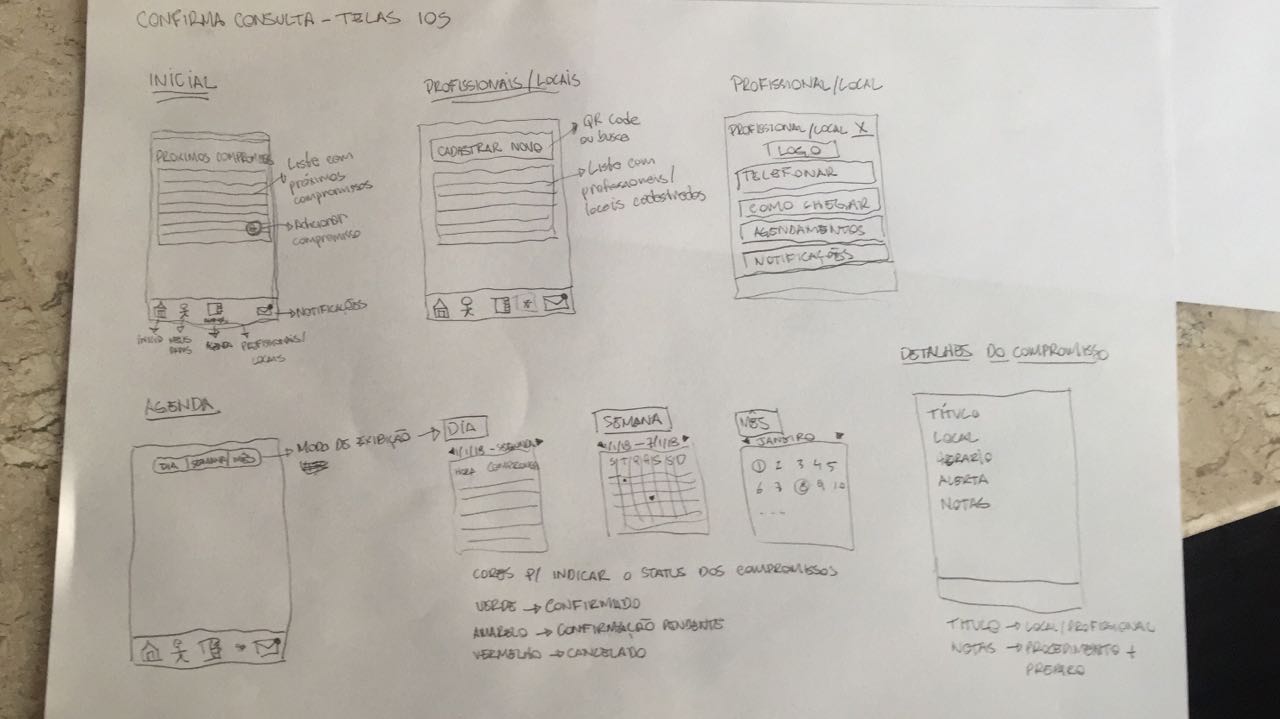 CONFIRMA CONSULTA - TELAS IOS
INICIAL
PRÓXIMOS COMPROMISSOS
Lista com
próximos
compromissos
Adicionar
compromisso
NOTIFICAÇÕES
INÍCIO
MEUS
DADOS
AGENDA
PROFISSIONAIS/
LOCAIS
PROFISSIONAIS/LOCAIS
CADASTRAR NOVO
QR Code
ou busca
Lista com
profissionais/
locais cadastrados
PROFISSIONAL/LOCAL
PROFISSIONAL/LOCAL X
LOGO
TELEFONAR
COMO CHEGAR
AGENDAMENTOS
NOTIFICAÇÕES
AGENDA
DIA SEMANA MÊS
MODO DE EXIBIÇÃO
DIA
1/1/18 - SEGUNDA
HORA COMPROMISSO
SEMANA
1/1/18 - 7/1/18
S T Q Q S S D
MÊS
JANEIRO
1 2 3 4 5
6 7 8 9 10
...
CORES P/ INDICAR O STATUS DOS COMPROMISSOS
VERDE → CONFIRMADO
AMARELO → CONFIRMAÇÃO PENDENTE
VERMELHO → CANCELADO
DETALHES DO COMPROMISSO
TÍTULO
LOCAL
HORÁRIO
ALERTA
NOTAS
TITULO → LOCAL/PROFISSIONAL
NOTAS → PROCEDIMENTO +
PREPARO